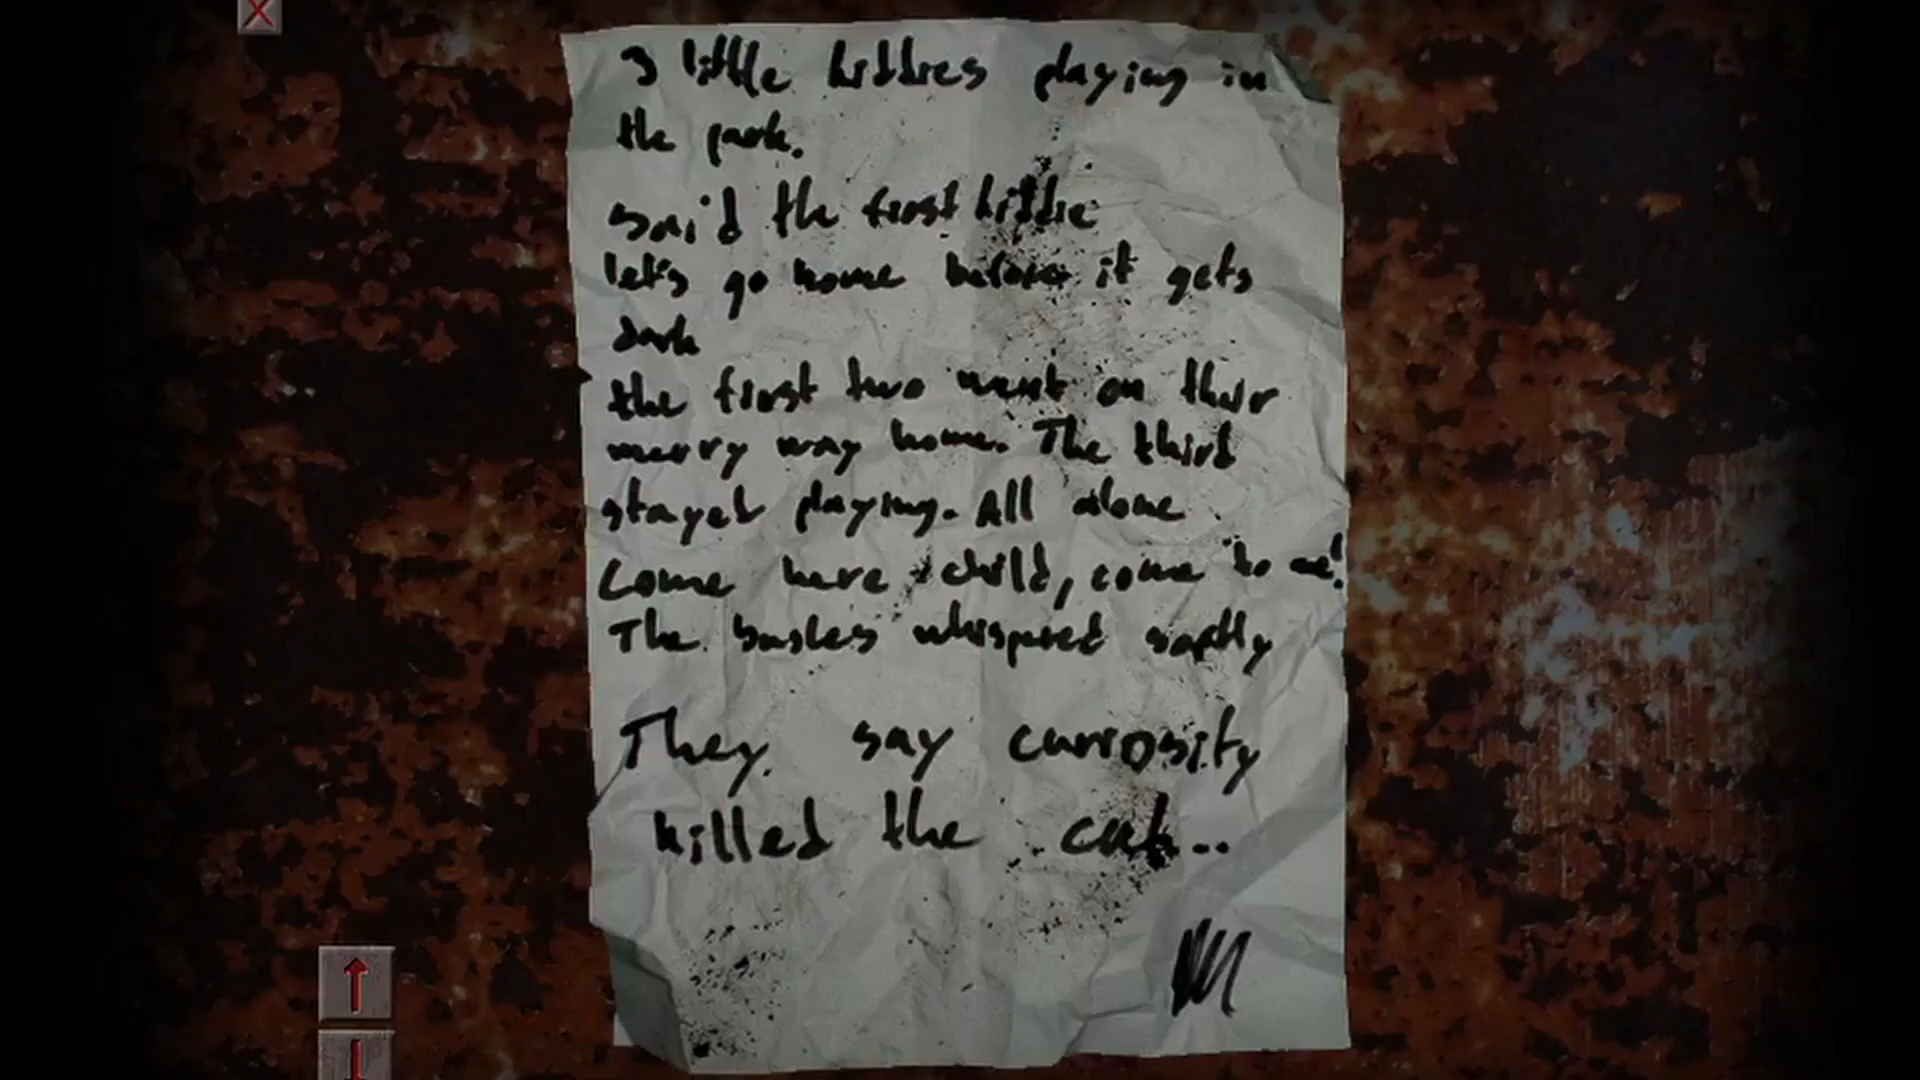 3 little kiddies playing in
the park.
said the first kiddie
let's go home before it gets
dark
the first two went on their
merry way home. The third
stayed playing. All alone
Come here child, come to me!
The bushes whispered softly
They say curiosity
killed the cat..